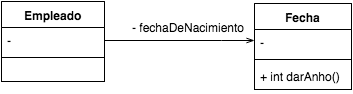 Empleado
-
- fechaDeNacimiento
Fecha
-
+ int darAnho()